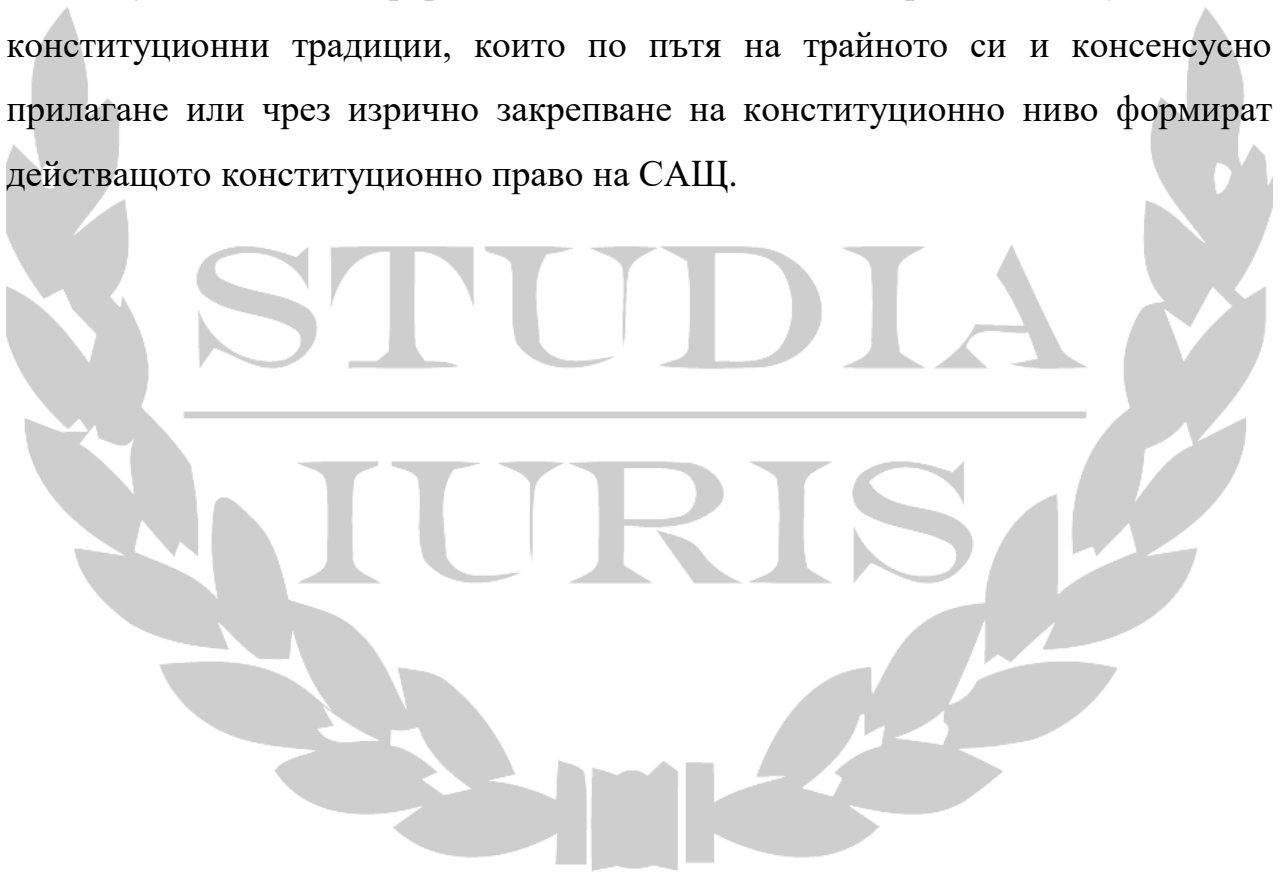 конституционни традиции, които по пътя на трайното си и консенсусно
прилагане или чрез изрично закрепване на конституционно ниво формират
действащото конституционно право на САЩ.
STUDIA
IURIS